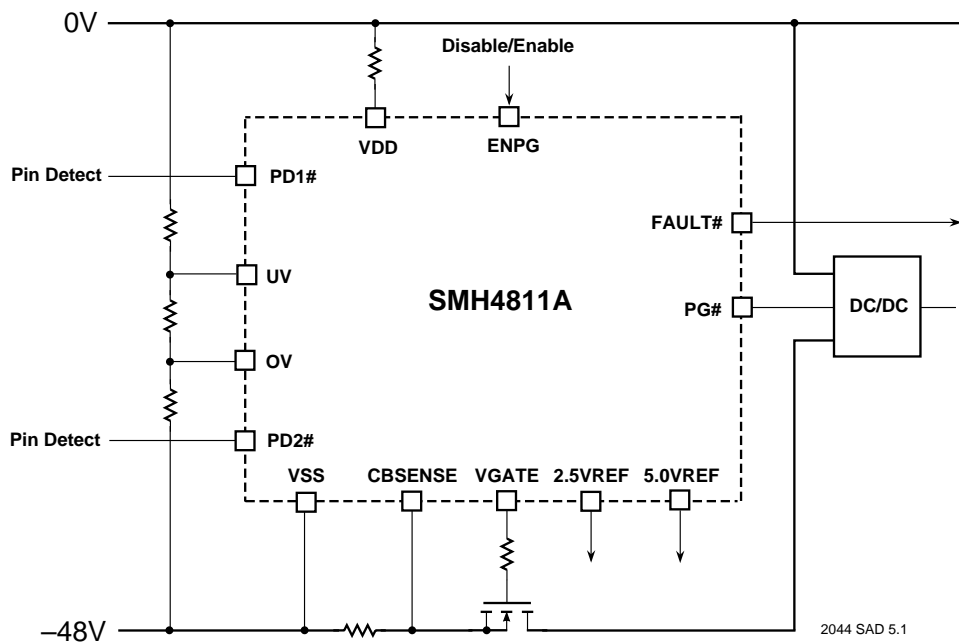 0V
Disable/Enable
VDD
ENPG
Pin Detect
PD1#
FAULT#
UV
SMH4811A
PG#
DC/DC
OV
Pin Detect
PD2#
VSS
CBSENSE
VGATE
2.5VREF
5.0VREF
–48V
2044 SAD 5.1